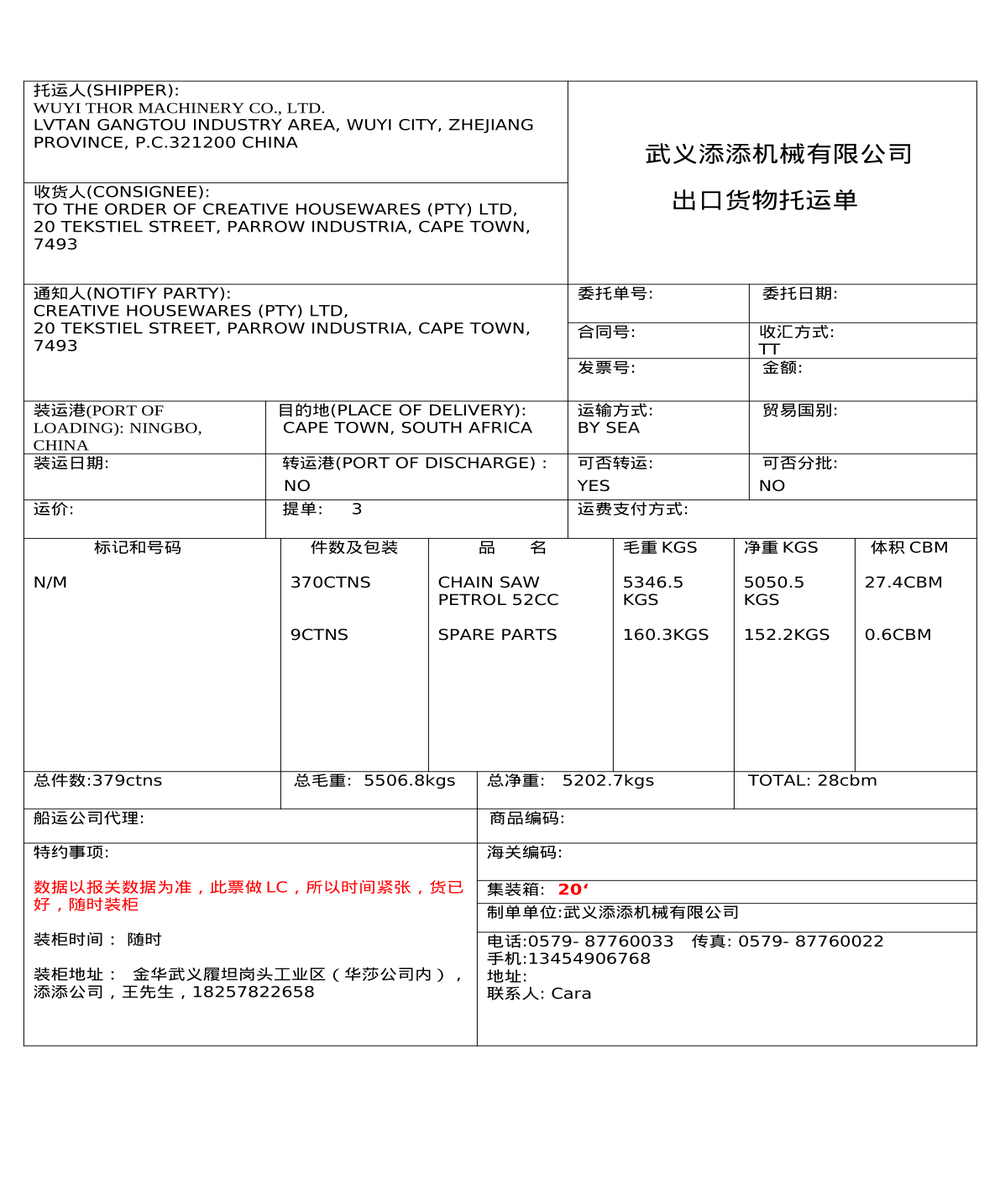 托运人(SHIPPER):
WUYI THOR MACHINERY CO., LTD.
LVTAN GANGTOU INDUSTRY AREA, WUYI CITY, ZHEJIANG
PROVINCE, P.C.321200 CHINA
武义添添机械有限公司
出口货物托运单
收货人(CONSIGNEE):
TO THE ORDER OF CREATIVE HOUSEWARES (PTY) LTD,
20 TEKSTIEL STREET, PARROW INDUSTRIA, CAPE TOWN,
7493
通知人(NOTIFY PARTY):
CREATIVE HOUSEWARES (PTY) LTD,
20 TEKSTIEL STREET, PARROW INDUSTRIA, CAPE TOWN,
7493
委托单号:
委托日期:
合同号:
收汇方式:
TT
发票号:
金额:
装运港(PORT OF
LOADING): NINGBO,
CHINA
目的地(PLACE OF DELIVERY):
CAPE TOWN, SOUTH AFRICA
运输方式:
BY SEA
贸易国别:
装运日期:
转运港(PORT OF DISCHARGE) :
NO
可否转运:
YES
可否分批:
NO
运价:
提单: 3
运费支付方式:
标记和号码 件数及包装 品 名 毛重 KGS 净重 KGS 体积 CBM
N/M 370CTNS CHAIN SAW 5346.5 5050.5 27.4CBM
PETROL 52CC KGS KGS
9CTNS SPARE PARTS 160.3KGS 152.2KGS 0.6CBM
总件数:379ctns 总毛重: 5506.8kgs 总净重: 5202.7kgs TOTAL: 28cbm
船运公司代理:
商品编码:
特约事项:
数据以报关数据为准，此票做 LC，所以时间紧张，货已
好，随时装柜
装柜时间： 随时
装柜地址： 金华武义履坦岗头工业区（华莎公司内），
添添公司，王先生，18257822658
海关编码:
集装箱: 20‘
制单单位:武义添添机械有限公司
电话:0579- 87760033 传真: 0579- 87760022
手机:13454906768
地址:
联系人: Cara